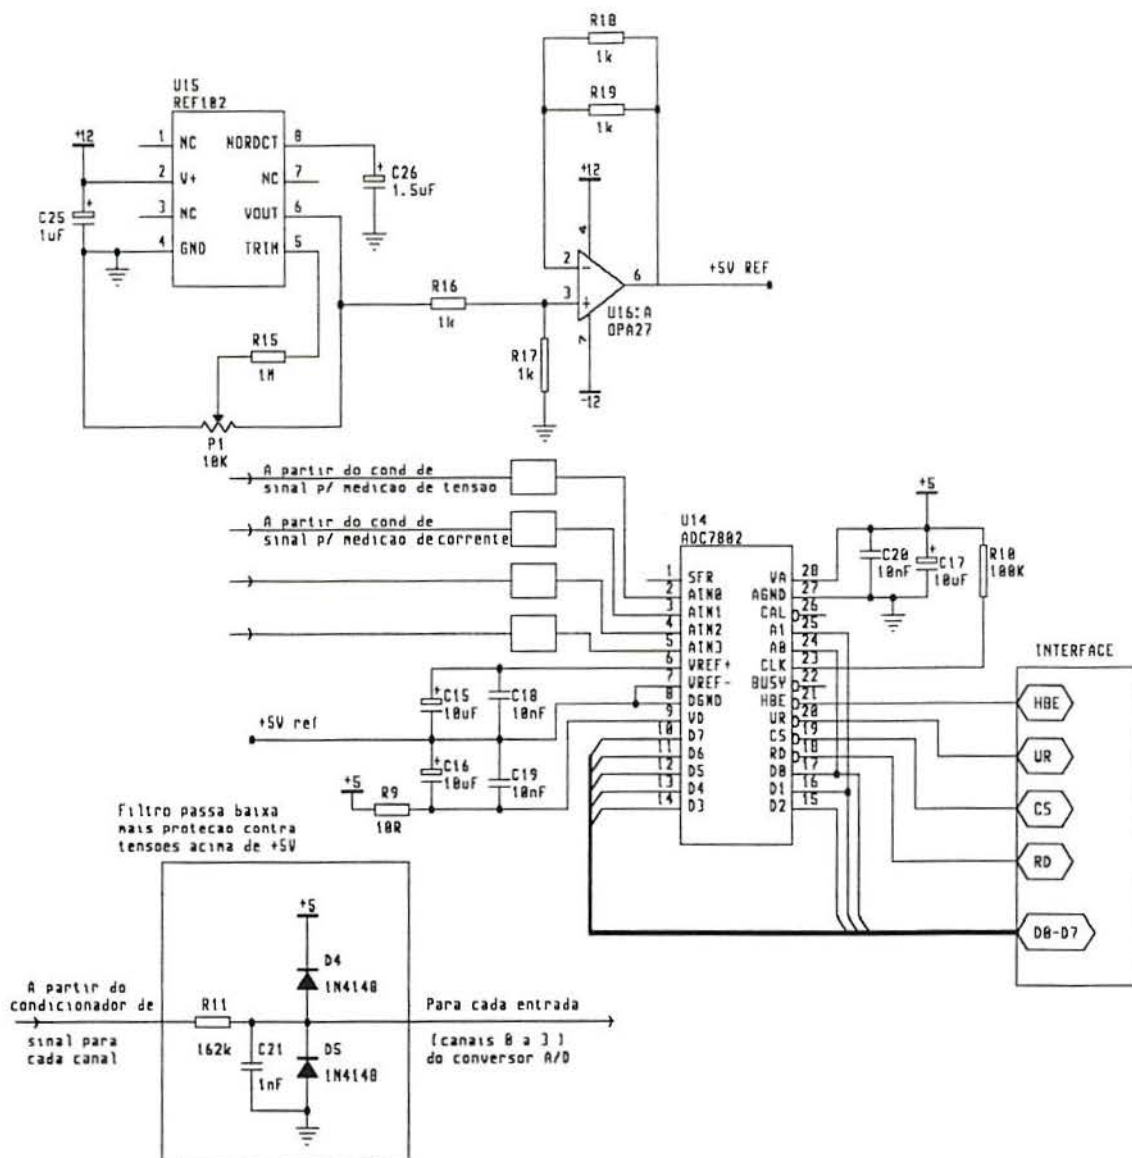 R18
1k
R19
1k
U15
REF102
+12
1 NC NORDCT 8
2 V+ NC 7
3 NC VOUT 6
4 GND TRIM 5
C25
1uF
+
C26
1.5uF
+
+12
4
2 -
3 +
6
7
-12
U16:A
OPA27
+5V REF
R16
1k
R17
1k
R15
1M
P1
10K
A partir do cond de
sinal p/ medicao de tensao
A partir do cond de
sinal p/ medicao de corrente
U14
ADC7802
1 SFR VA 28
2 AIN0 AGND 27
3 AIN1 CAL 26
4 AIN2 A1 25
5 AIN3 A0 24
6 VREF+ CLK 23
7 VREF- BUSY 22
8 DGND HBE 21
9 VD WR 20
10 D7 CS 19
11 D6 RD 18
12 D5 D0 17
13 D4 D1 16
14 D3 D2 15
+5
C20
10nF
+
C17
10uF
R10
100K
INTERFACE
HBE
WR
CS
RD
D0-D7
+
C15
10uF
C18
10nF
+5V ref
+
C16
10uF
C19
10nF
+5
R9
10R
Filtro passa baixa
mais protecao contra
tensoes acima de +5V
+5
D4
1N4148
A partir do
condicionador de
sinal para
cada canal
R11
162k
C21
1nF
D5
1N4148
Para cada entrada
(canais 0 a 3 )
do conversor A/D